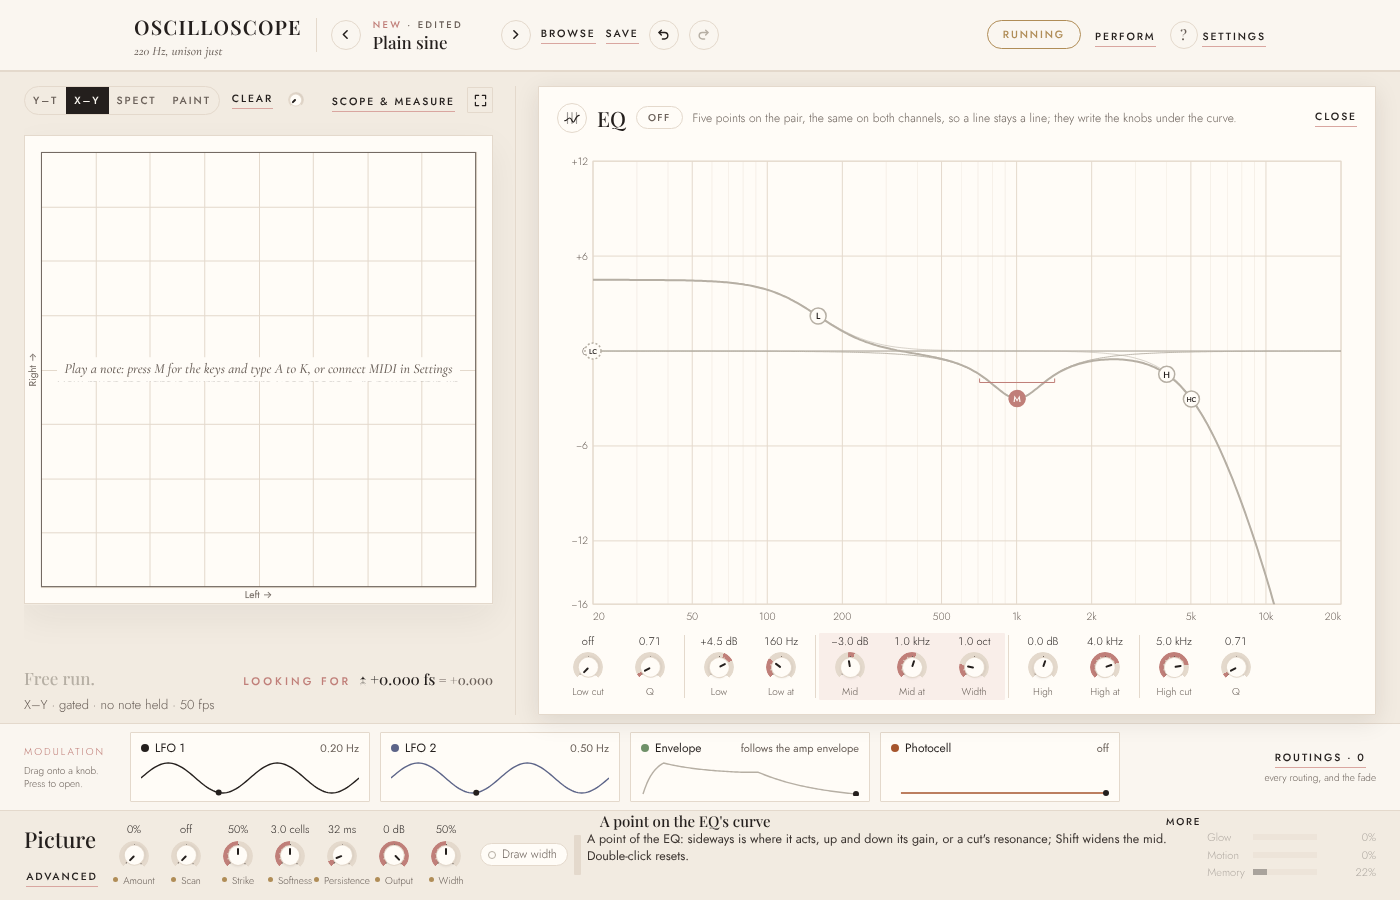 OSCILLOSCOPE
220 Hz, unison just
NEW · EDITED
Plain sine
BROWSE
SAVE
RUNNING
PERFORM
?
SETTINGS
Y–T
X–Y
SPECT
PAINT
CLEAR
SCOPE & MEASURE
Right →
Play a note: press M for the keys and type A to K, or connect MIDI in Settings
Left →
Free run.
LOOKING FOR
+0.000 fs = +0.000
X–Y · gated · no note held · 50 fps
EQ
OFF
Five points on the pair, the same on both channels, so a line stays a line; they write the knobs under the curve.
CLOSE
+12
+6
−6
−12
−16
LC
L
M
H
HC
20
50
100
200
500
1k
2k
5k
10k
20k
off
0.71
+4.5 dB
160 Hz
−3.0 dB
1.0 kHz
1.0 oct
0.0 dB
4.0 kHz
5.0 kHz
0.71
Low cut
Q
Low
Low at
Mid
Mid at
Width
High
High at
High cut
Q
MODULATION
Drag onto a knob.
Press to open.
LFO 1
0.20 Hz
LFO 2
0.50 Hz
Envelope
follows the amp envelope
Photocell
off
ROUTINGS · 0
every routing, and the fade
Picture
ADVANCED
0%
off
50%
3.0 cells
32 ms
0 dB
50%
Amount
Scan
Strike
Softness
Persistence
Output
Width
Draw width
A point on the EQ's curve
MORE
A point of the EQ: sideways is where it acts, up and down its gain, or a cut's resonance; Shift widens the mid.
Double-click resets.
Glow
0%
Motion
0%
Memory
22%